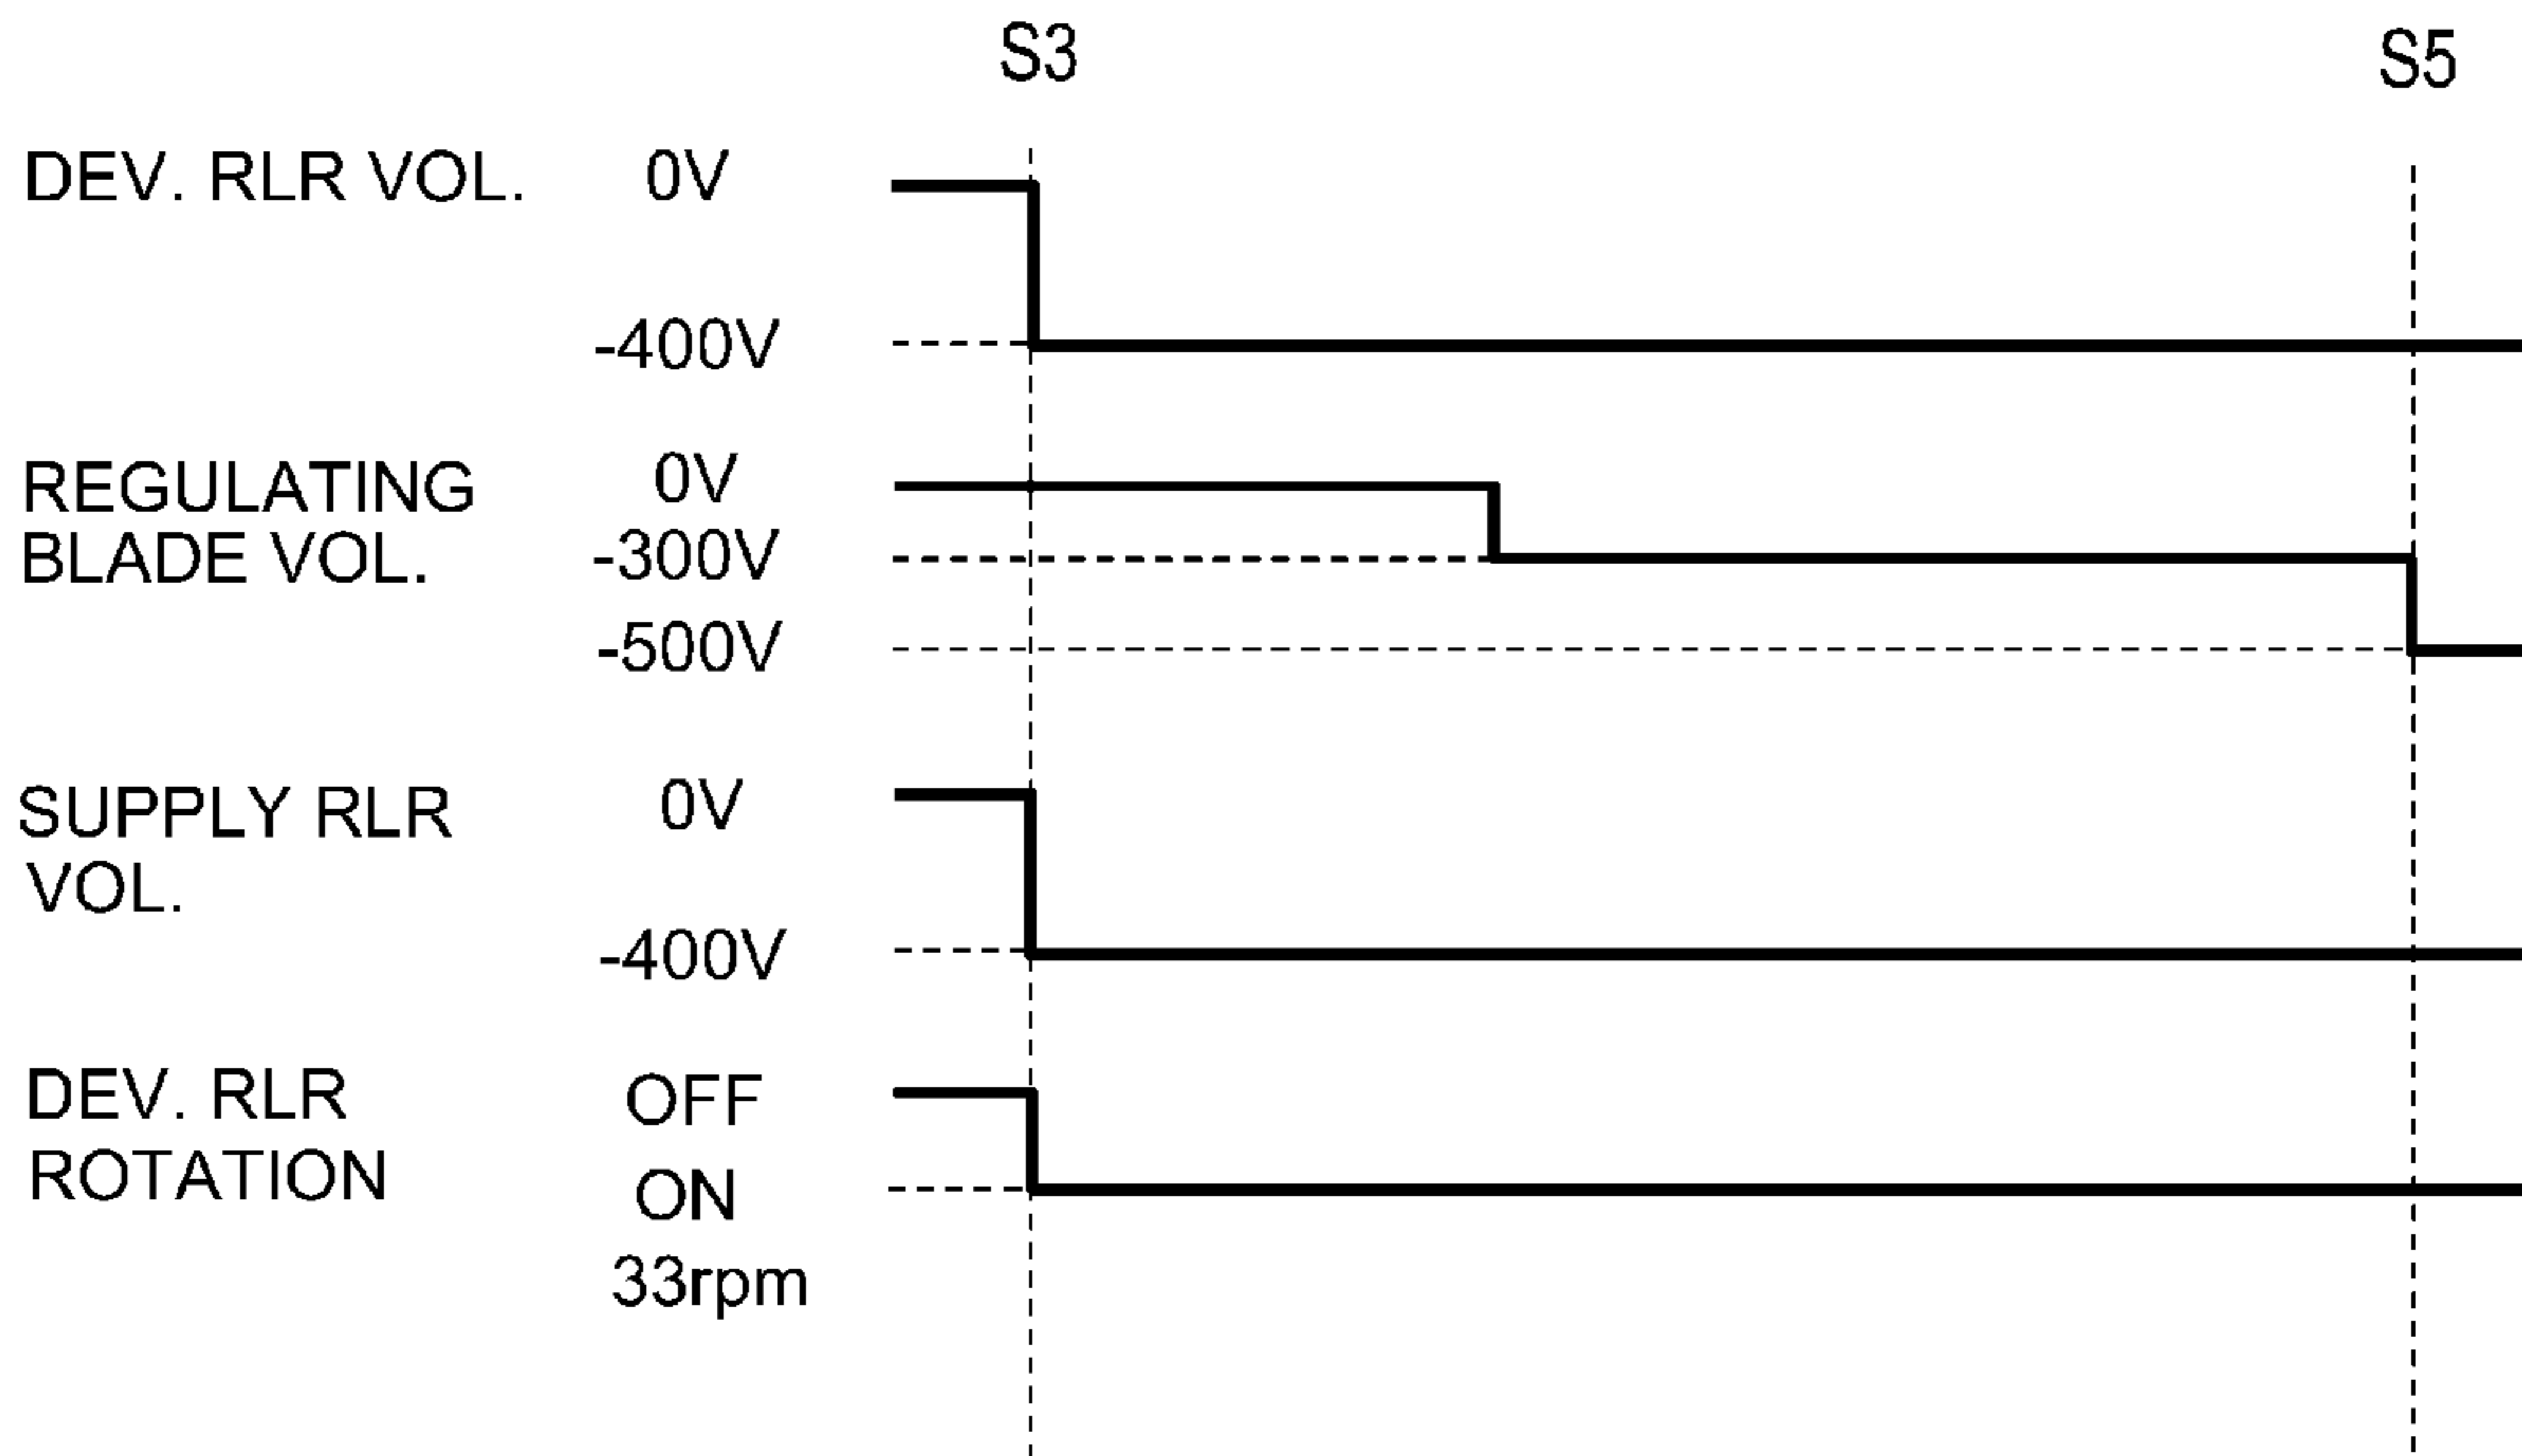 S3
S5
DEV. RLR VOL.
0V
-400V
REGULATING
BLADE VOL.
0V
-300V
-500V
SUPPLY RLR
VOL.
0V
-400V
DEV. RLR
ROTATION
OFF
ON
33rpm